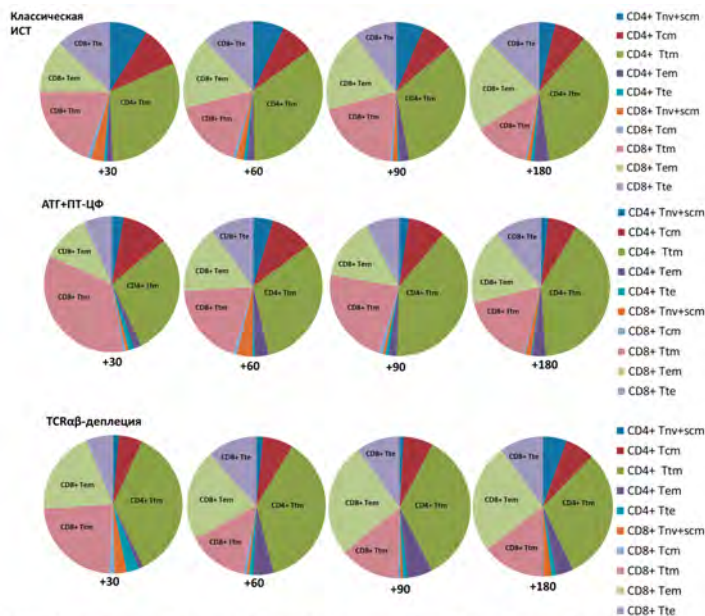 Классическая
ИСТ
CD8+ Tte
CD8+ Tem
CD8+ Ttm
CD4+ Ttm
+30
CD8+ Tte
CD8+ Tem
CD8+ Ttm
CD4+ Ttm
+60
CD8+ Tte
CD8+ Tem
CD8+ Ttm
CD4+ Ttm
+90
CD8+ Tte
CD8+ Tem
CD8+ Ttm
CD4+ Ttm
+180
CD4+ Tnv+scm
CD4+ Tcm
CD4+ Ttm
CD4+ Tem
CD4+ Tte
CD8+ Tnv+scm
CD8+ Tcm
CD8+ Ttm
CD8+ Tem
CD8+ Tte
АТГ+ПТ-ЦФ
CD8+ Tem
CD4+ Ttm
CD8+ Ttm
+30
CD8+ Tte
CD8+ Tem
CD8+ Ttm
CD4+ Ttm
+60
CD8+ Tem
CD8+ Ttm
CD4+ Ttm
+90
CD8+ Tte
CD8+ Tem
CD8+ Ttm
CD4+ Ttm
+180
CD4+ Tnv+scm
CD4+ Tcm
CD4+ Ttm
CD4+ Tem
CD4+ Tte
CD8+ Tnv+scm
CD8+ Tcm
CD8+ Ttm
CD8+ Tem
CD8+ Tte
TCRαβ-деплеция
CD8+ Tem
CD4+ Ttm
CD8+ Ttm
+30
CD8+ Tte
CD8+ Tem
CD8+ Ttm
CD4+ Ttm
+60
CD8+ Tte
CD8+ Tem
CD8+ Ttm
CD4+ Ttm
+90
CD8+ Tte
CD8+ Tem
CD8+ Ttm
CD4+ Ttm
+180
CD4+ Tnv+scm
CD4+ Tcm
CD4+ Ttm
CD4+ Tem
CD4+ Tte
CD8+ Tnv+scm
CD8+ Tcm
CD8+ Ttm
CD8+ Tem
CD8+ Tte